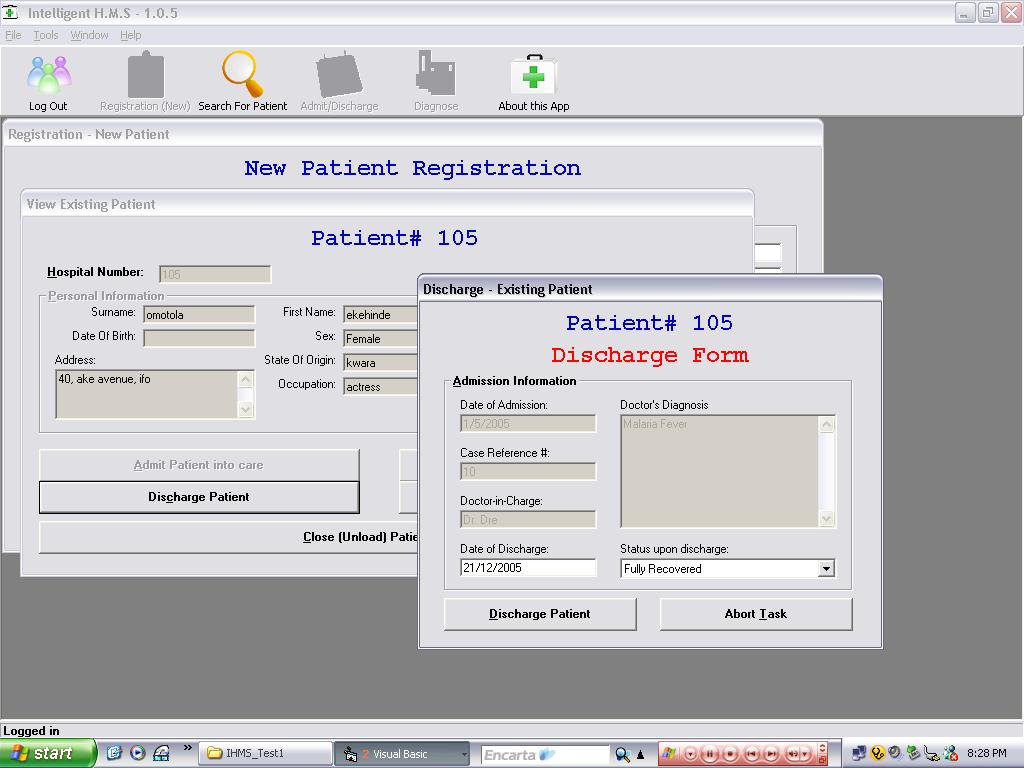 Intelligent H.M.S - 1.0.5
File Tools Window Help
Log Out Registration (New) Search For Patient Admit/Discharge Diagnose About this App
Registration - New Patient
New Patient Registration
View Existing Patient
Patient# 105
Hospital Number: 105
Personal Information
Surname: omotola First Name: ekehinde
Date Of Birth: Sex: Female
Address: State Of Origin: kwara
40, ake avenue, ifo
Occupation: actress
Admit Patient into care
Discharge Patient
Close (Unload) Patie
Discharge - Existing Patient
Patient# 105
Discharge Form
Admission Information
Date of Admission: Doctor's Diagnosis
1/5/2005 Malaria Fever
Case Reference #:
10
Doctor-in-Charge:
Dr. Dre
Date of Discharge: Status upon discharge:
21/12/2005 Fully Recovered
Discharge Patient Abort Task
Logged in
start » IHMS_Test1 2 Visual Basic Encarta 8:28 PM